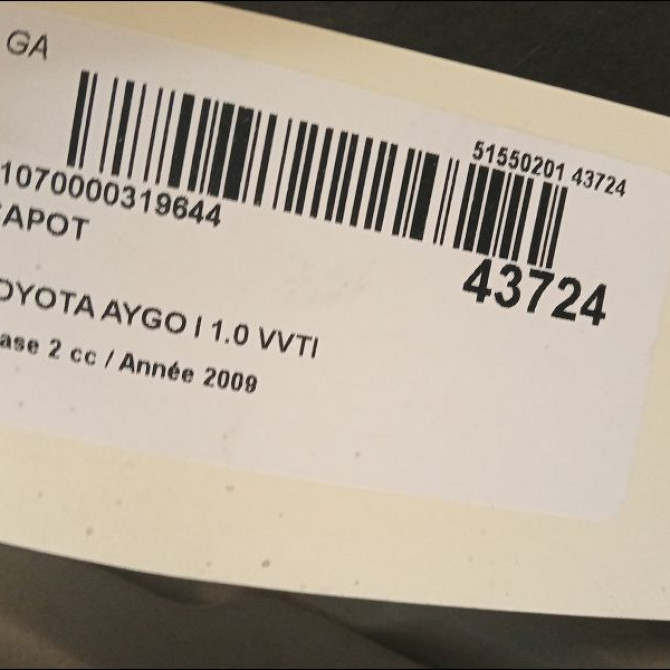 GA
51550201 43724
1070000319644
CAPOT
43724
OYOTA AYGO I 1.0 VVTI
ase 2 cc / Année 2009